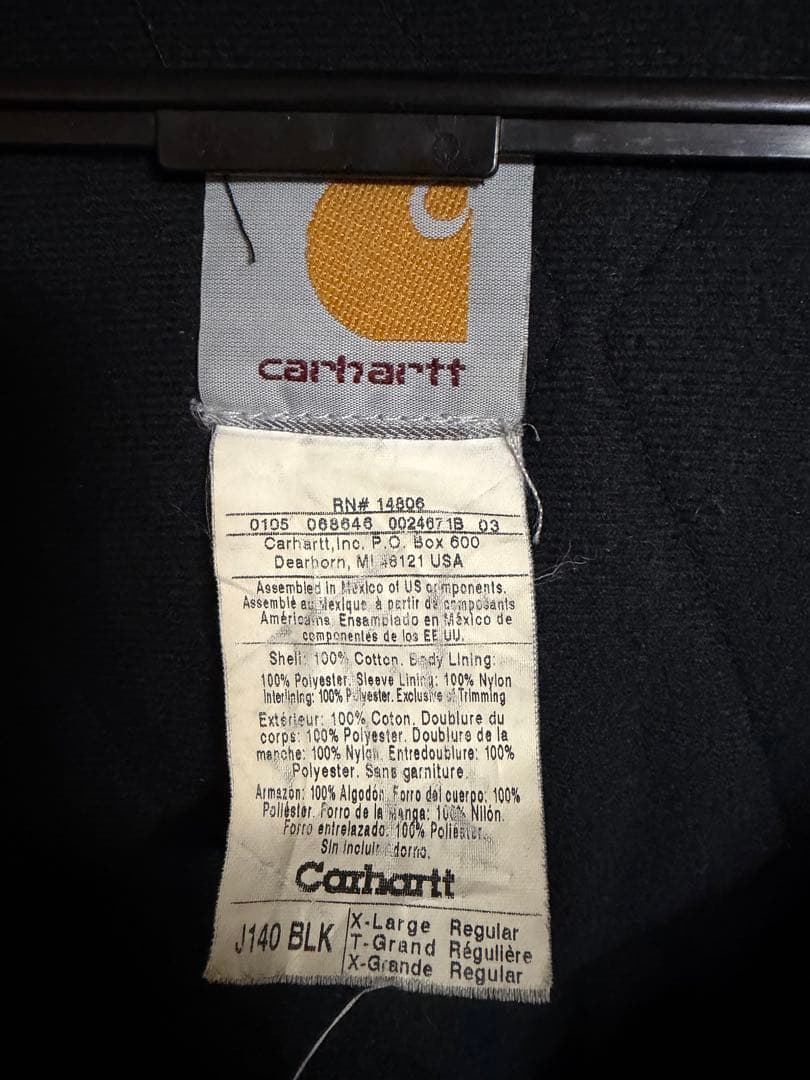 carhartt
RN# 14806
0105 068646 0024671B 03
Carhartt,Inc. P.O. Box 600
Dearborn, MI 48121 USA
Assembled in Mexico of US components.
Assemblé au Mexique à partir de composants
Américains. Ensamblado en México de
componentes de los EE.UU.
Shell: 100% Cotton. Body Lining:
100% Polyester. Sleeve Lining: 100% Nylon
Interlining: 100% Polyester. Exclusive of Trimming
Extérieur: 100% Coton. Doublure du
corps: 100% Polyester. Doublure de la
manche: 100% Nylon. Entredoublure: 100%
Polyester. Sans garniture.
Armazón: 100% Algodón. Forro del cuerpo: 100%
Poliéster. Forro de la Manga: 100% Nilón.
Forro entrelazado: 100% Poliester.
Sin incluir adorno.
Carhartt
J140 BLK
X-Large Regular
T-Grand Régulière
X-Grande Regular